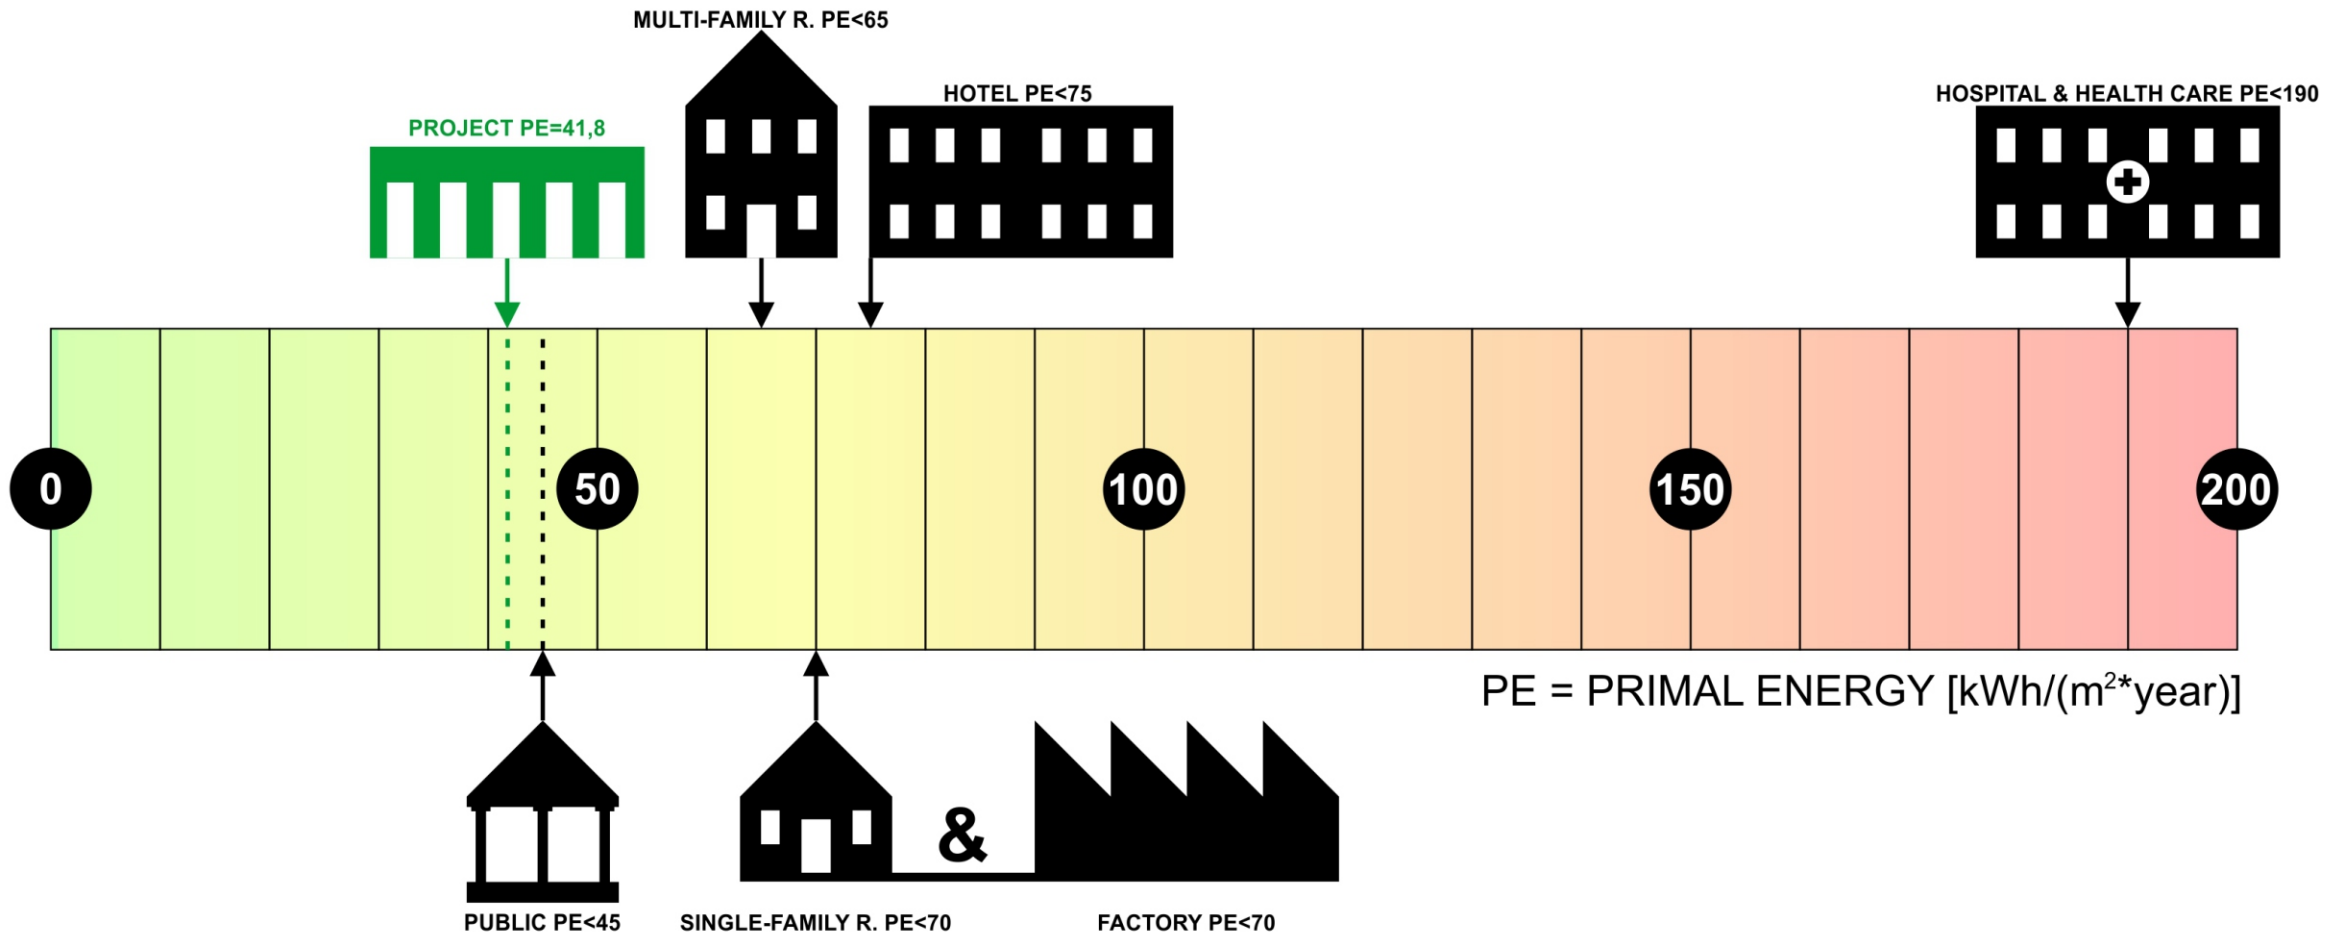 MULTI-FAMILY R. PE<65
HOTEL PE<75
HOSPITAL & HEALTH CARE PE<190
PROJECT PE=41,8
0
50
100
150
200
PE = PRIMAL ENERGY [kWh/(m²*year)]
&
PUBLIC PE<45
SINGLE-FAMILY R. PE<70
FACTORY PE<70